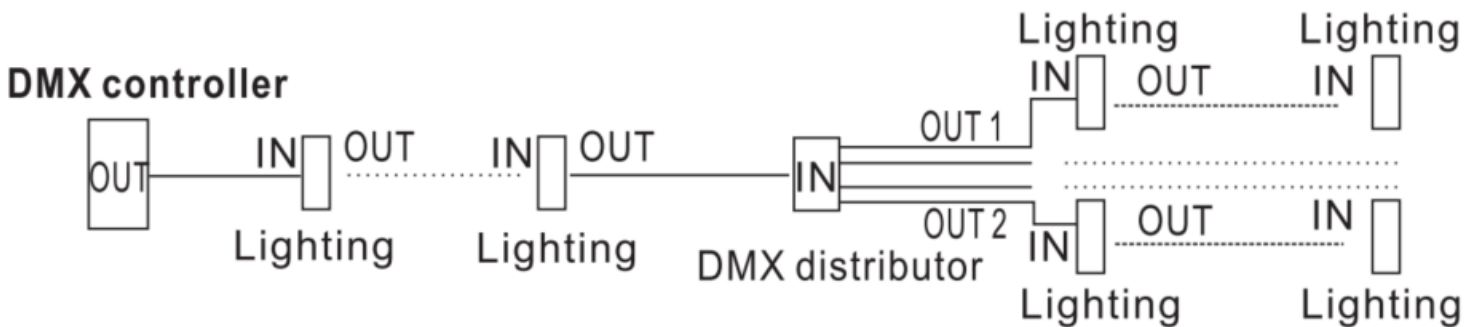 Lighting Lighting
DMX controller
IN OUT IN
OUT 1
OUT IN OUT IN OUT IN
OUT 2 IN OUT IN
Lighting Lighting DMX distributor
Lighting Lighting